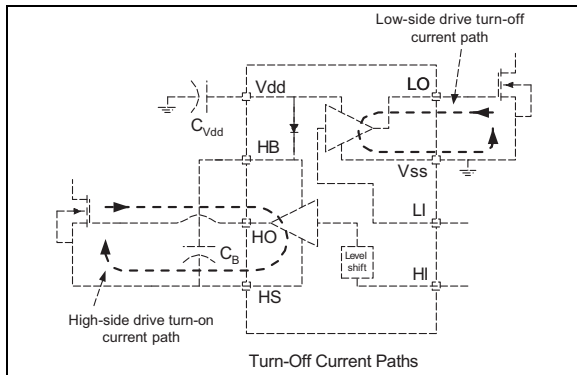 Low-side drive turn-off
current path
Vdd
LO
C_Vdd
HB
Vss
LI
HO
C_B
Level
shift
HI
HS
High-side drive turn-on
current path
Turn-Off Current Paths